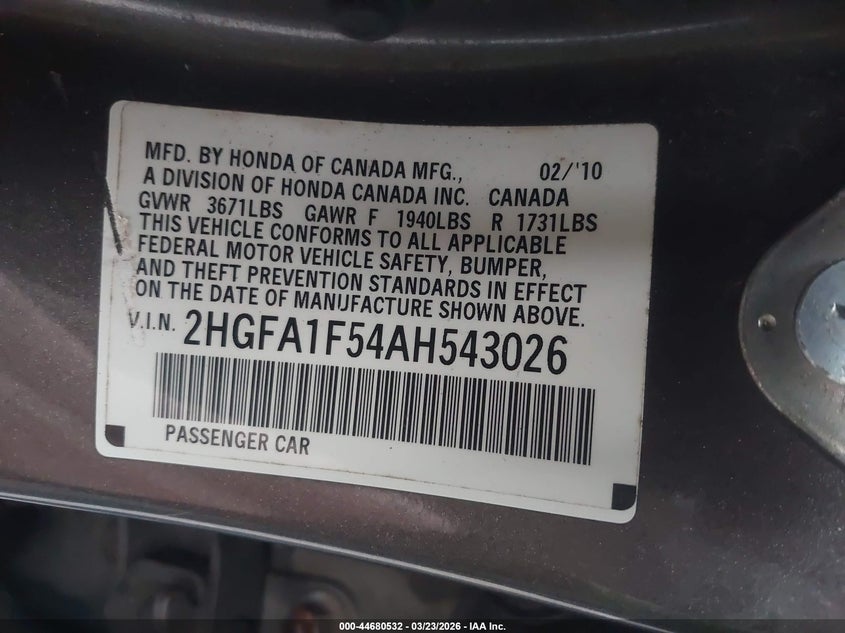 MFD. BY HONDA OF CANADA MFG., 02/'10
A DIVISION OF HONDA CANADA INC. CANADA
GVWR 3671LBS GAWR F 1940LBS R 1731LBS
THIS VEHICLE CONFORMS TO ALL APPLICABLE
FEDERAL MOTOR VEHICLE SAFETY, BUMPER,
AND THEFT PREVENTION STANDARDS IN EFFECT
ON THE DATE OF MANUFACTURE SHOWN ABOVE.
V.I.N. 2HGFA1F54AH543026
PASSENGER CAR
000-44680532 - 03/23/2026 - IAA Inc.